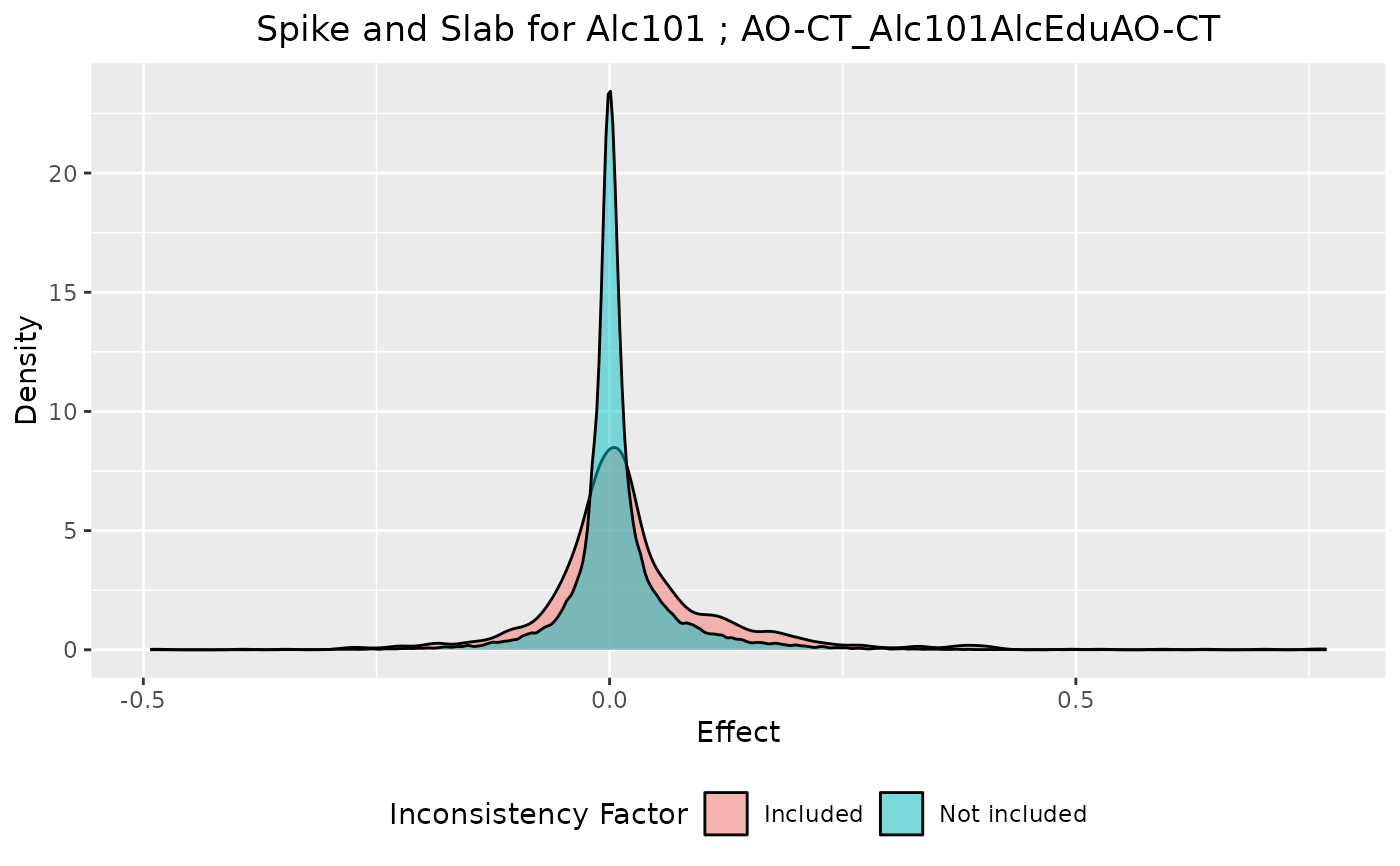 Spike and Slab for Alc101 ; AO-CT_Alc101AlcEduAO-CT
Density
20
15
10
5
0
-0.5
0.0
0.5
Effect
Inconsistency Factor
Included
Not included